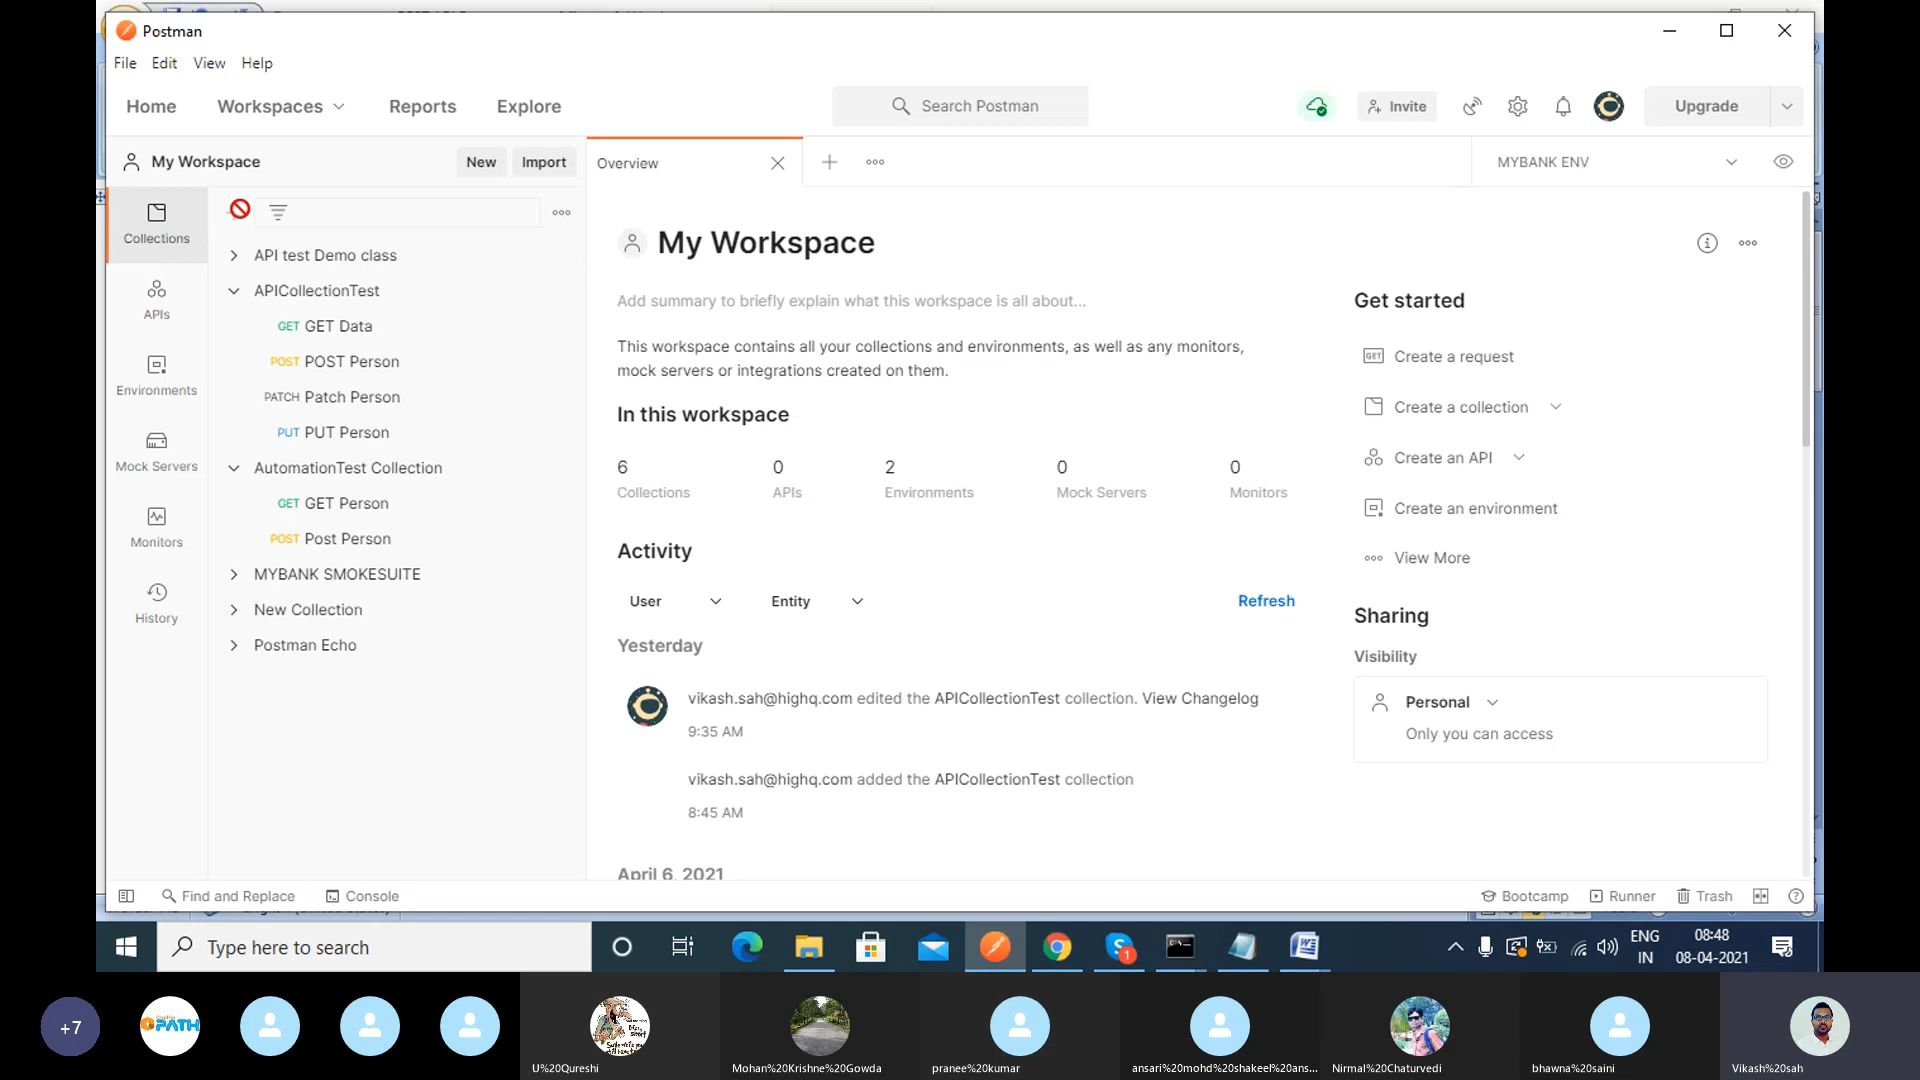 Postman
File Edit View Help
Home Workspaces Reports Explore
Search Postman
Invite
Upgrade
My Workspace New Import
Overview
MYBANK ENV
Collections
APIs
Environments
Mock Servers
Monitors
History
API test Demo class
APICollectionTest
GET GET Data
POST POST Person
PATCH Patch Person
PUT PUT Person
AutomationTest Collection
GET GET Person
POST Post Person
MYBANK SMOKESUITE
New Collection
Postman Echo
My Workspace
Add summary to briefly explain what this workspace is all about...
This workspace contains all your collections and environments, as well as any monitors,
mock servers or integrations created on them.
In this workspace
6 0 2 0 0
Collections APIs Environments Mock Servers Monitors
Activity
User Entity Refresh
Yesterday
vikash.sah@highq.com edited the APICollectionTest collection. View Changelog
9:35 AM
vikash.sah@highq.com added the APICollectionTest collection
8:45 AM
April 6, 2021
Get started
GET Create a request
Create a collection
Create an API
Create an environment
View More
Sharing
Visibility
Personal
Only you can access
Find and Replace Console
Bootcamp Runner Trash
Type here to search
1
ENG
IN
08:48
08-04-2021
+7
PATH
U%20Qureshi
Mohan%20Krishne%20Gowda
pranee%20kumar
ansari%20mohd%20shakeel%20ans...
Nirmal%20Chaturvedi
bhawna%20saini
Vikash%20sah